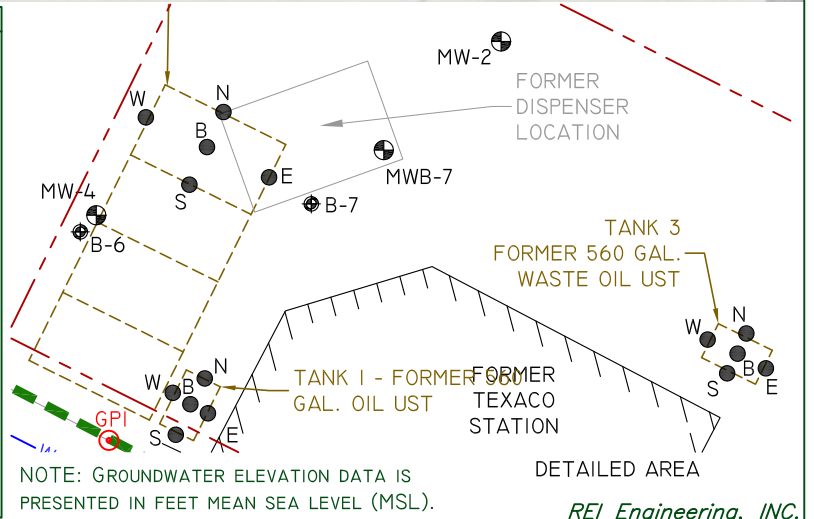 MW-2
FORMER
DISPENSER
LOCATION
W
N
B
E
S
MWB-7
MW-4
B-7
B-6
TANK 3
FORMER 560 GAL.
WASTE OIL UST
W
N
B
S
E
W
B
N
S
E
TANK 1 - FORMER 560
GAL. OIL UST
FORMER
TEXACO
STATION
GP1
DETAILED AREA
NOTE: GROUNDWATER ELEVATION DATA IS
PRESENTED IN FEET MEAN SEA LEVEL (MSL).
REI Engineering, INC.